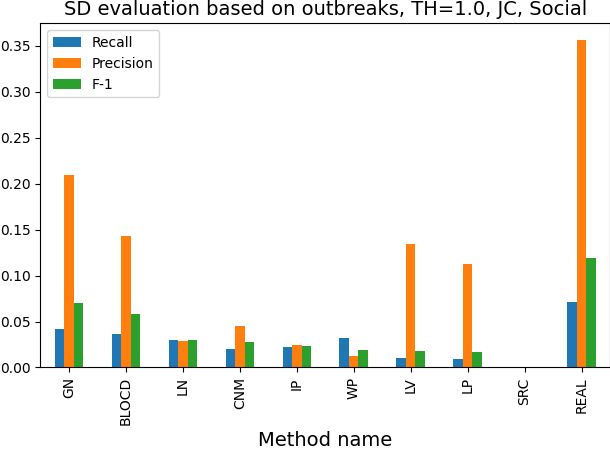 SD evaluation based on outbreaks, TH=1.0, JC, Social
Recall
Precision
F-1
0.35
0.30
0.25
0.20
0.15
0.10
0.05
0.00
GN
BLOCD
LN
CNM
IP
WP
LV
LP
SRC
REAL
Method name